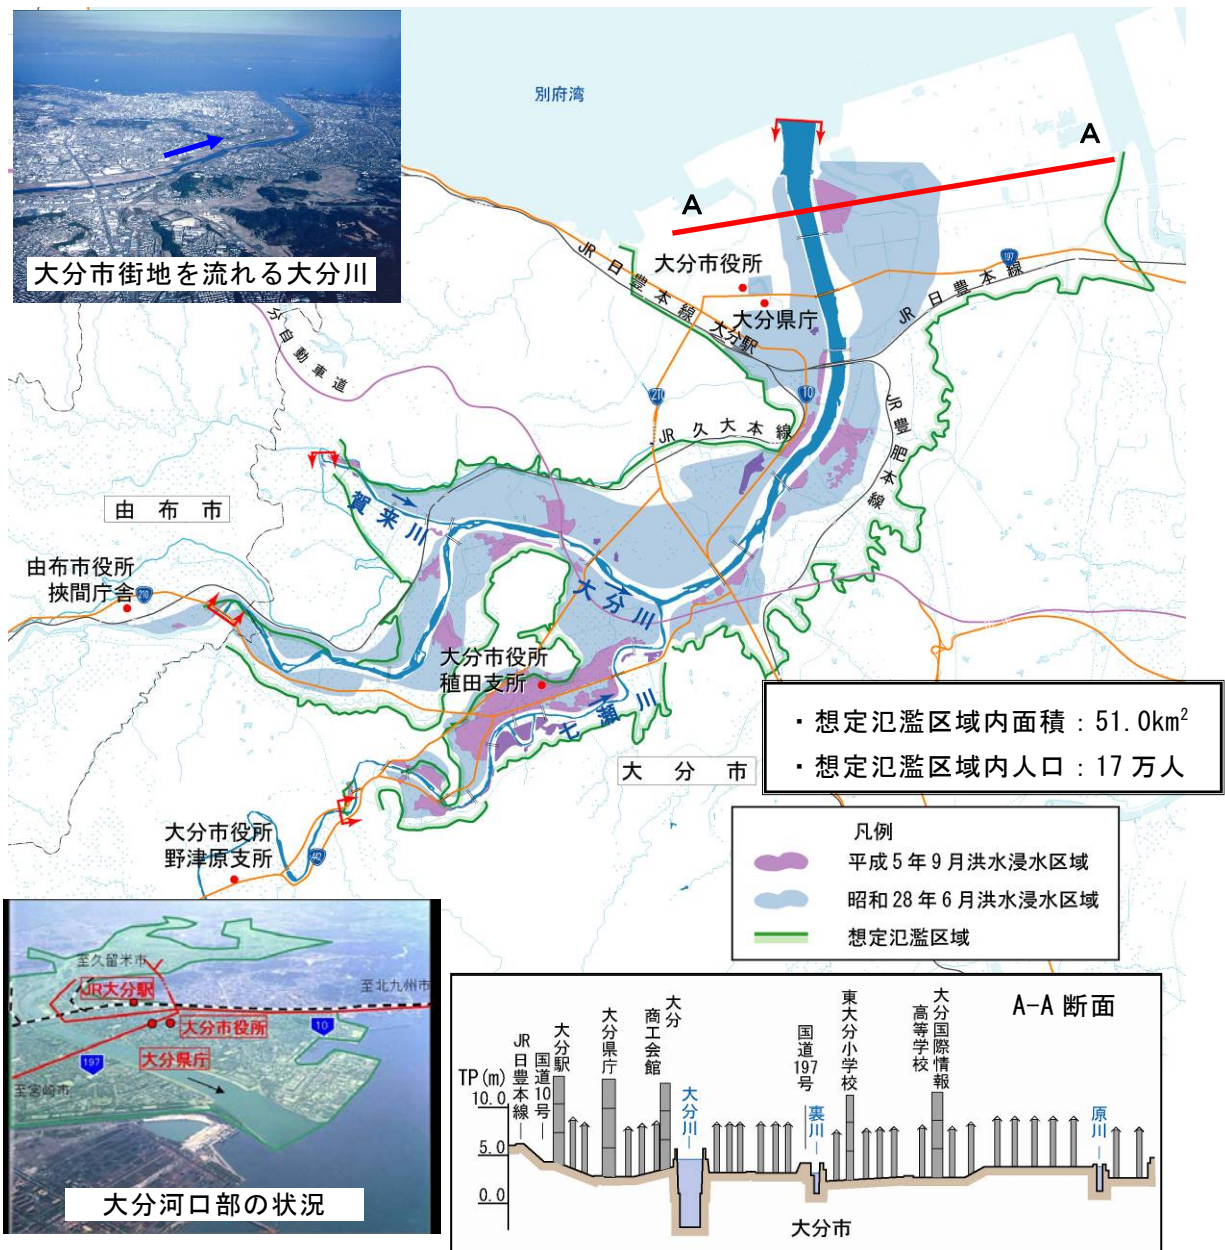 大分市街地を流れる大分川
別府湾
A
A
197
JR日豊本線
大分市役所
大分県庁
大分駅
JR日豊本線
分自動車道
210
10
JR久大本線
JR豊肥本線
由布市
賀来川
由布市役所
挾間庁舎
210
大分川
大分市役所
稙田支所
七瀬川
・想定氾濫区域内面積：51.0km²
・想定氾濫区域内人口：17万人
大分市
大分市役所
野津原支所
442
凡例
平成5年9月洪水浸水区域
昭和28年6月洪水浸水区域
想定氾濫区域
至久留米市
JR大分駅
至北九州市
大分市役所
10
大分県庁
197
至宮崎市
大分河口部の状況
A-A断面
TP(m)
10.0
5.0
0.0
JR日豊本線
国道10号
大分駅
大分県庁
商工会館
大分
大分川
国道197号
裏川
東大分小学校
高等学校
大分国際情報
原川
大分市